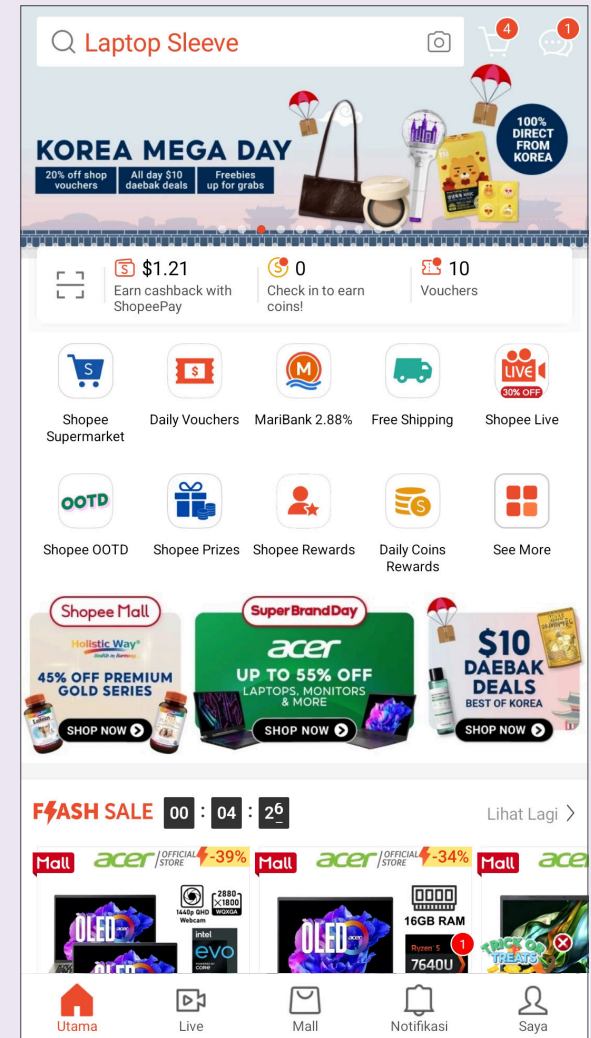 Laptop Sleeve
4
1
KOREA MEGA DAY
20% off shop vouchers
All day $10 daebak deals
Freebies up for grabs
100% DIRECT FROM KOREA
$1.21
Earn cashback with ShopeePay
0
Check in to earn coins!
10
Vouchers
Shopee Supermarket
Daily Vouchers
MariBank 2.88%
Free Shipping
LIVE
30% OFF
Shopee Live
OOTD
Shopee OOTD
Shopee Prizes
Shopee Rewards
Daily Coins Rewards
See More
Shopee Mall
Holistic Way®
Health in Harmony
45% OFF PREMIUM
GOLD SERIES
SHOP NOW
Super Brand Day
acer
UP TO 55% OFF
LAPTOPS, MONITORS
& MORE
SHOP NOW
$10
DAEBAK
DEALS
BEST OF KOREA
SHOP NOW
FLASH SALE 00 : 04 : 26
Lihat Lagi
Mall acer OFFICIAL STORE -39%
1440p QHD Webcam
2880 ×1800 WQXGA
OLED acer
intel evo CORE
Mall acer OFFICIAL STORE -34%
16GB RAM
OLED acer
Ryzen 5
7640U
1
Mall acer
TRICK OR TREATS
Utama
Live
Mall
Notifikasi
Saya